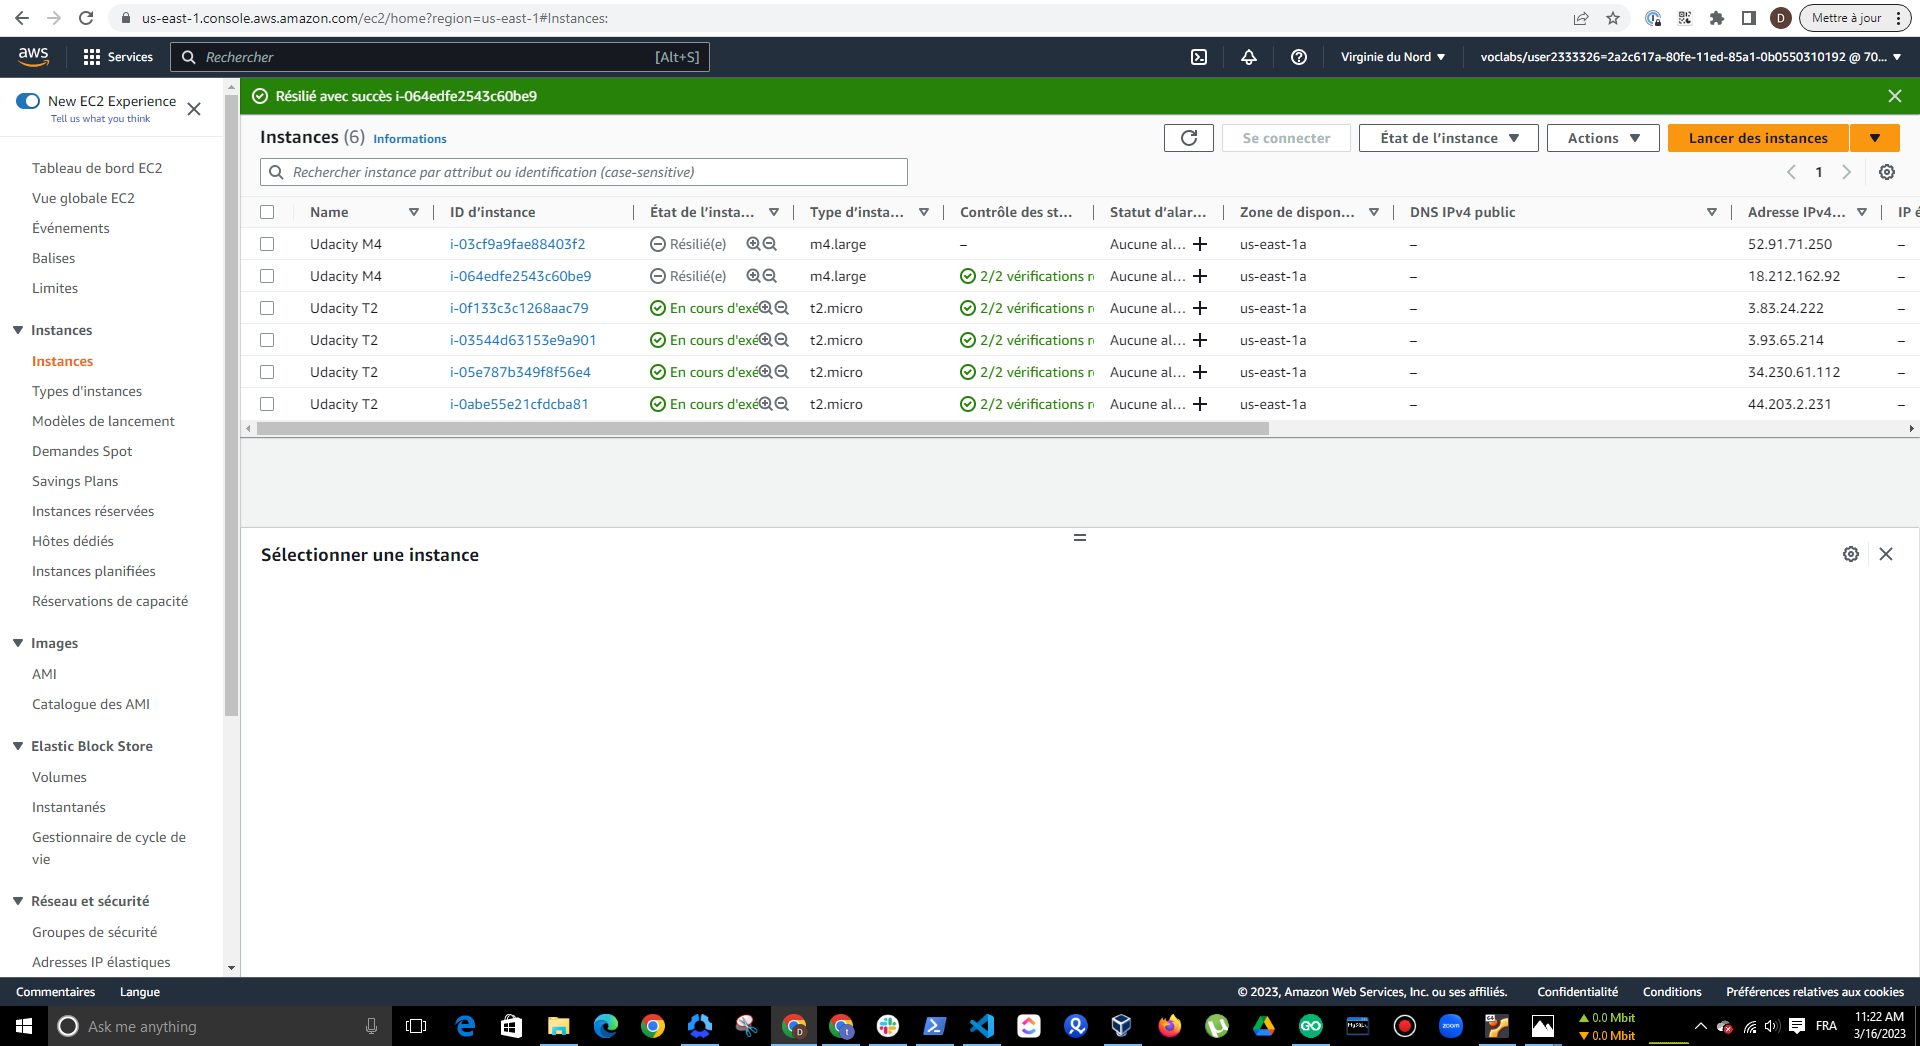 us-east-1.console.aws.amazon.com/ec2/home?region=us-east-1#Instances:
D
Mettre à jour
aws
Services
Rechercher
[Alt+S]
Virginie du Nord
voclabs/user2333326=2a2c617a-80fe-11ed-85a1-0b0550310192 @ 70...
New EC2 Experience
Tell us what you think
Tableau de bord EC2
Vue globale EC2
Événements
Balises
Limites
Instances
Instances
Types d'instances
Modèles de lancement
Demandes Spot
Savings Plans
Instances réservées
Hôtes dédiés
Instances planifiées
Réservations de capacité
Images
AMI
Catalogue des AMI
Elastic Block Store
Volumes
Instantanés
Gestionnaire de cycle de
vie
Réseau et sécurité
Groupes de sécurité
Adresses IP élastiques
Résilié avec succès i-064edfe2543c60be9
Instances (6) Informations
Se connecter
État de l'instance
Actions
Lancer des instances
Rechercher instance par attribut ou identification (case-sensitive)
1
Name ID d'instance État de l'insta... Type d'insta... Contrôle des st... Statut d'alar... Zone de dispon... DNS IPv4 public Adresse IPv4... IP é
Udacity M4 i-03cf9a9fae88403f2 Résilié(e) m4.large – Aucune al... us-east-1a – 52.91.71.250 –
Udacity M4 i-064edfe2543c60be9 Résilié(e) m4.large 2/2 vérifications r Aucune al... us-east-1a – 18.212.162.92 –
Udacity T2 i-0f133c3c1268aac79 En cours d'exé t2.micro 2/2 vérifications r Aucune al... us-east-1a – 3.83.24.222 –
Udacity T2 i-03544d63153e9a901 En cours d'exé t2.micro 2/2 vérifications r Aucune al... us-east-1a – 3.93.65.214 –
Udacity T2 i-05e787b349f8f56e4 En cours d'exé t2.micro 2/2 vérifications r Aucune al... us-east-1a – 34.230.61.112 –
Udacity T2 i-0abe55e21cfdcba81 En cours d'exé t2.micro 2/2 vérifications r Aucune al... us-east-1a – 44.203.2.231 –
Sélectionner une instance
Commentaires
Langue
© 2023, Amazon Web Services, Inc. ou ses affiliés.
Confidentialité
Conditions
Préférences relatives aux cookies
Ask me anything
zoom
0.0 Mbit
0.0 Mbit
FRA
11:22 AM
3/16/2023